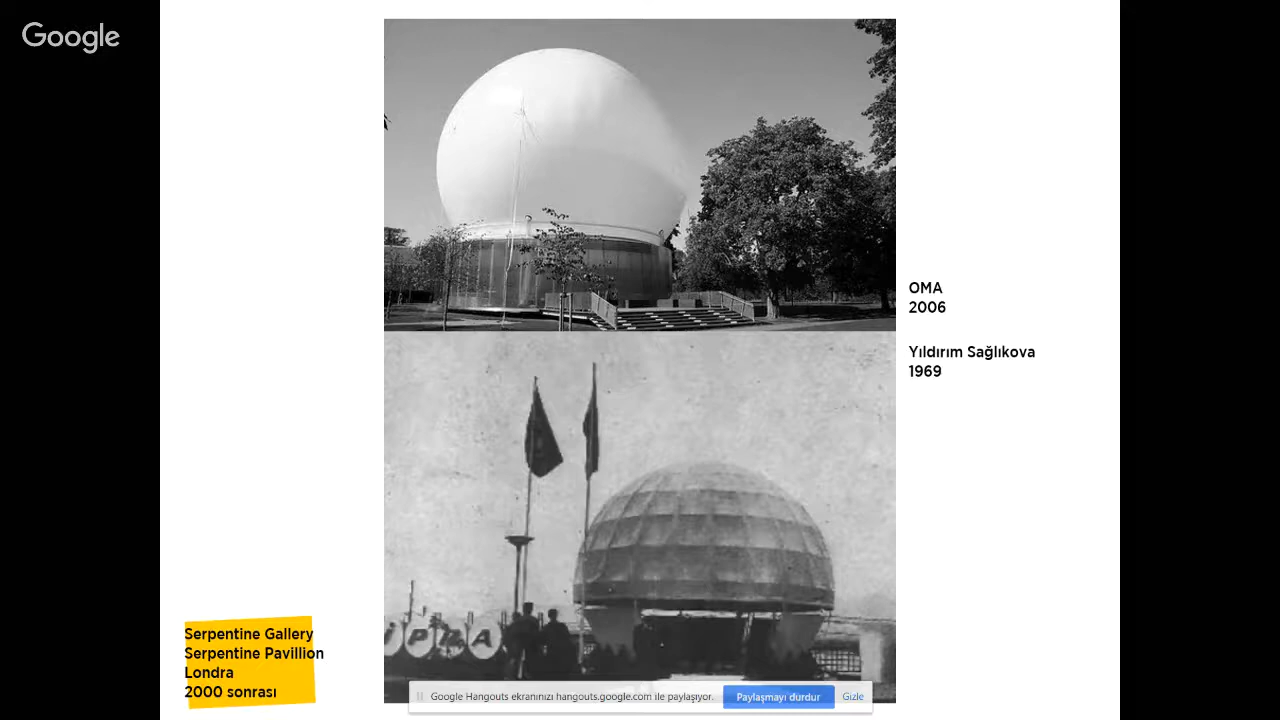 Google
OMA
2006
Yıldırım Sağlıkova
1969
Serpentine Gallery
Serpentine Pavillion
Londra
2000 sonrası
İPRA
Google Hangouts ekranınızı hangouts.google.com ile paylaşıyor.
Paylaşmayı durdur
Gizle